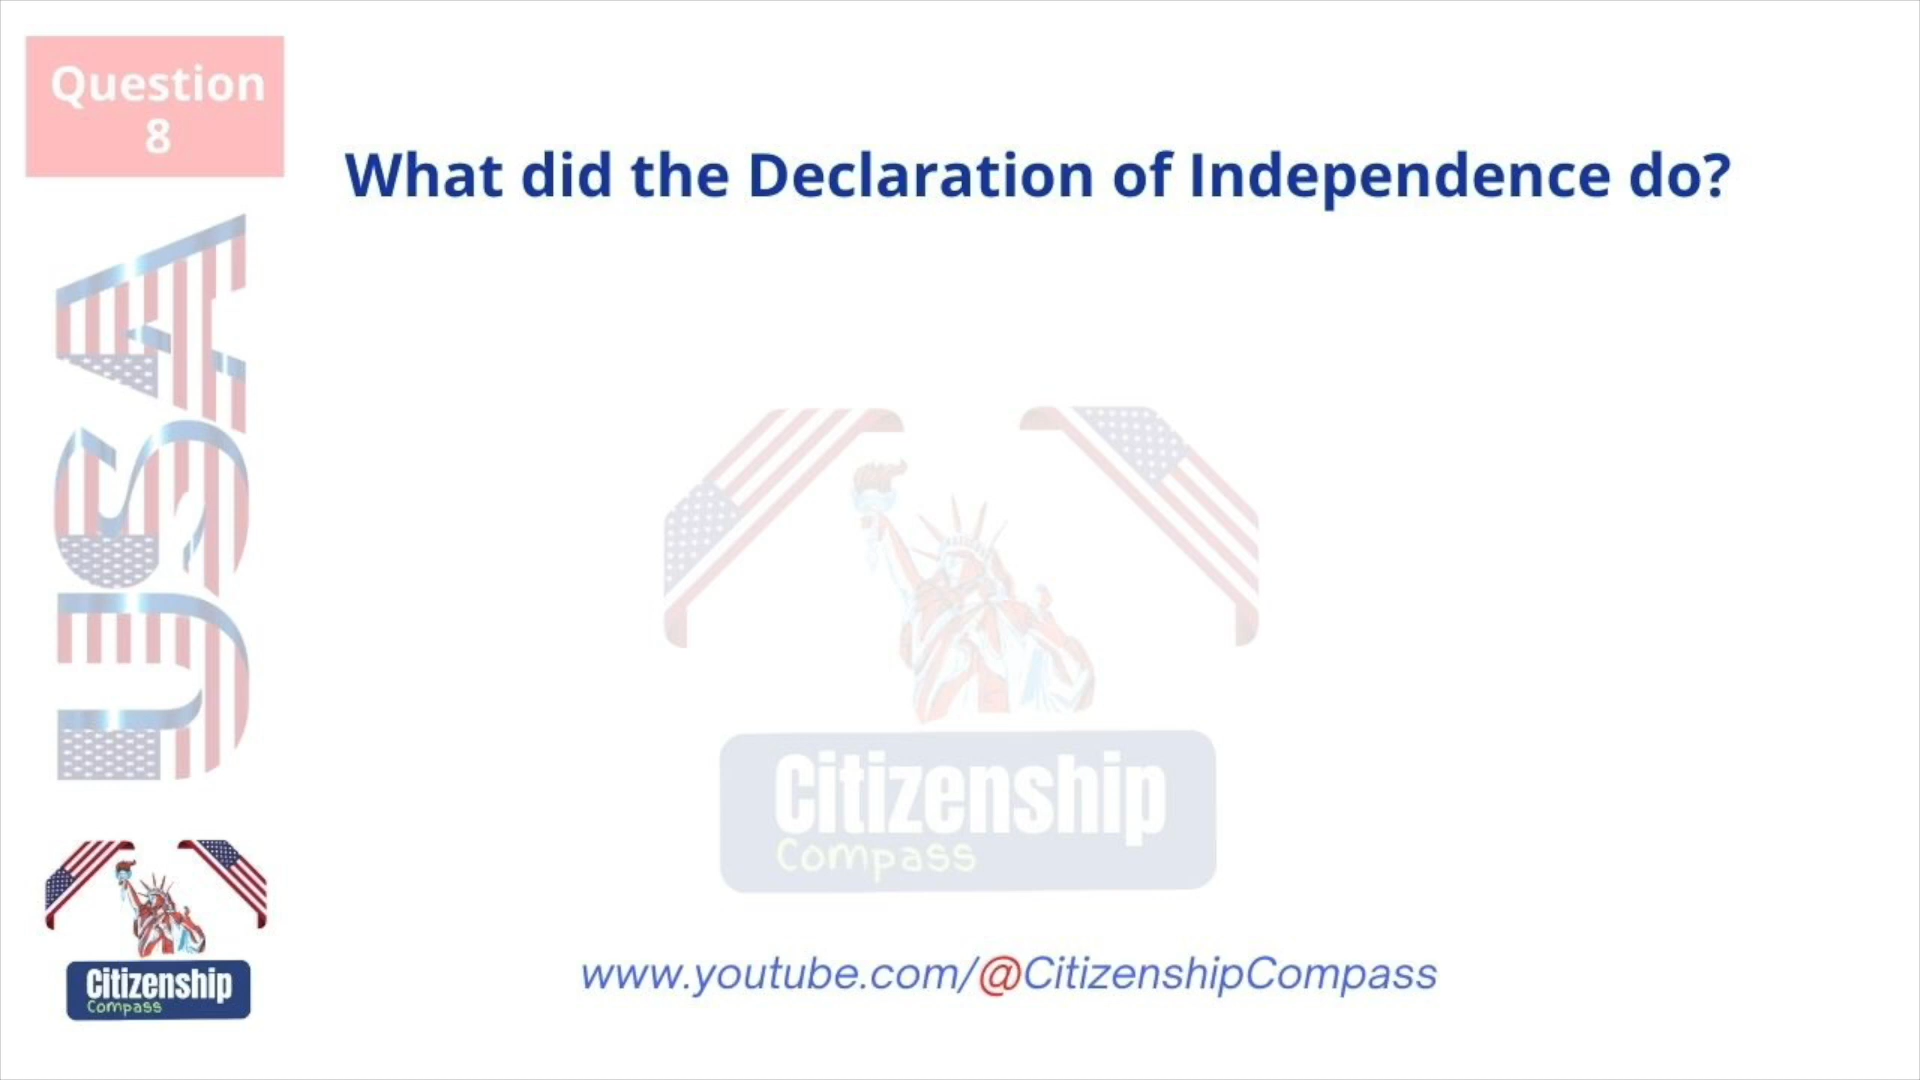 Question
8
What did the Declaration of Independence do?
USA
Citizenship
Compass
www.youtube.com/@CitizenshipCompass
Citizenship
Compass